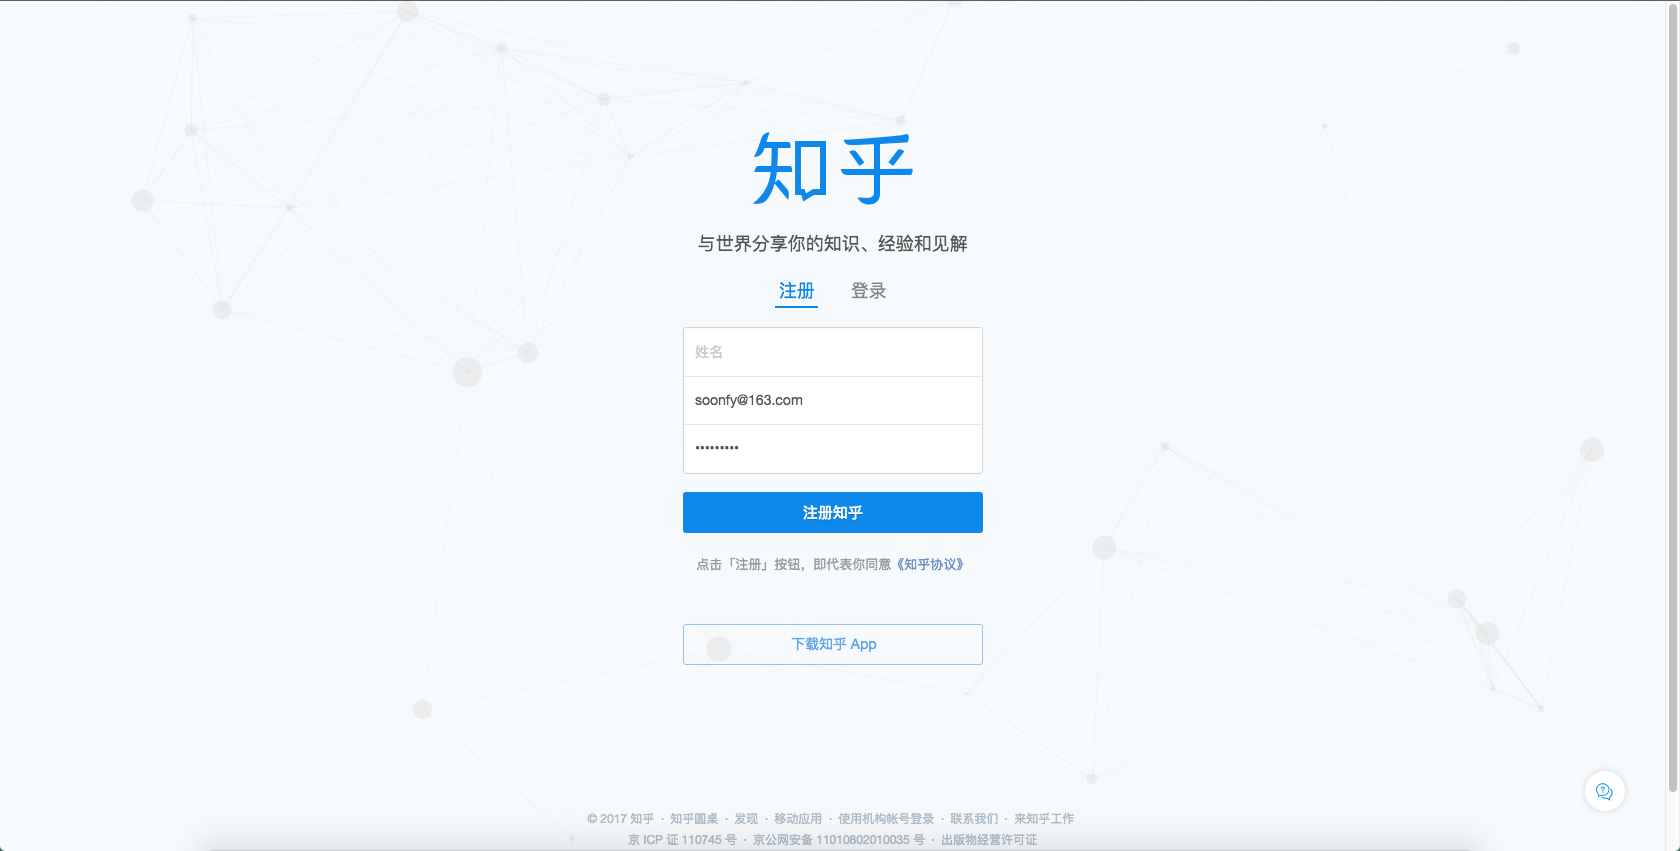 知乎
与世界分享你的知识、经验和见解
注册 登录
姓名
soonfy@163.com
•••••••••
注册知乎
点击「注册」按钮，即代表你同意《知乎协议》
下载知乎 App
© 2017 知乎 · 知乎圆桌 · 发现 · 移动应用 · 使用机构帐号登录 · 联系我们 · 来知乎工作
京 ICP 证 110745 号 · 京公网安备 11010802010035 号 · 出版物经营许可证